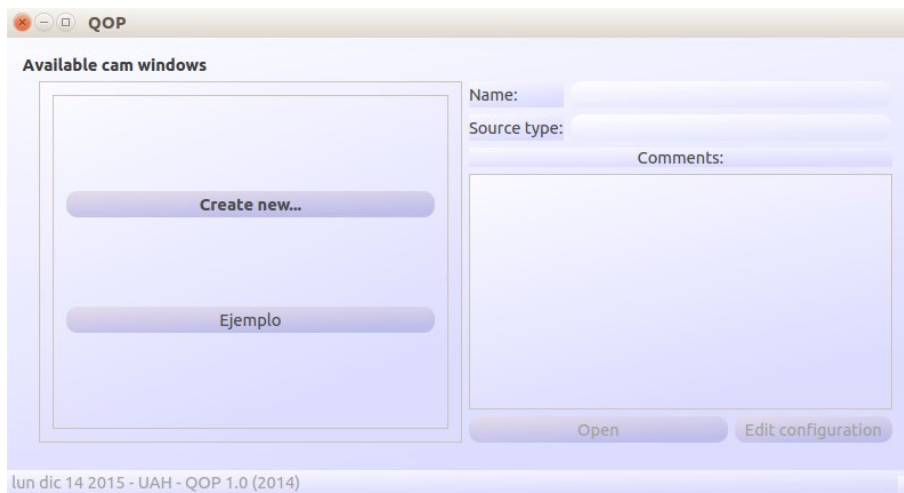 QOP
Available cam windows
Create new...
Ejemplo
Name:
Source type:
Comments:
Open
Edit configuration
lun dic 14 2015 - UAH - QOP 1.0 (2014)